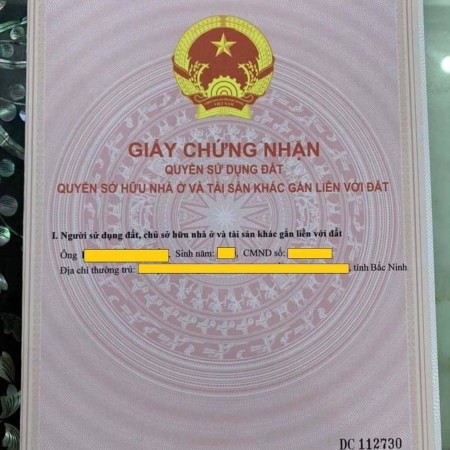 VIỆT NAM
GIẤY CHỨNG NHẬN
QUYỀN SỬ DỤNG ĐẤT
QUYỀN SỞ HỮU NHÀ Ở VÀ TÀI SẢN KHÁC GẮN LIỀN VỚI ĐẤT
I. Người sử dụng đất, chủ sở hữu nhà ở và tài sản khác gắn liền với đất
Ông , Sinh năm: , CMND số:
Địa chỉ thường trú: , tỉnh Bắc Ninh
DC 112730